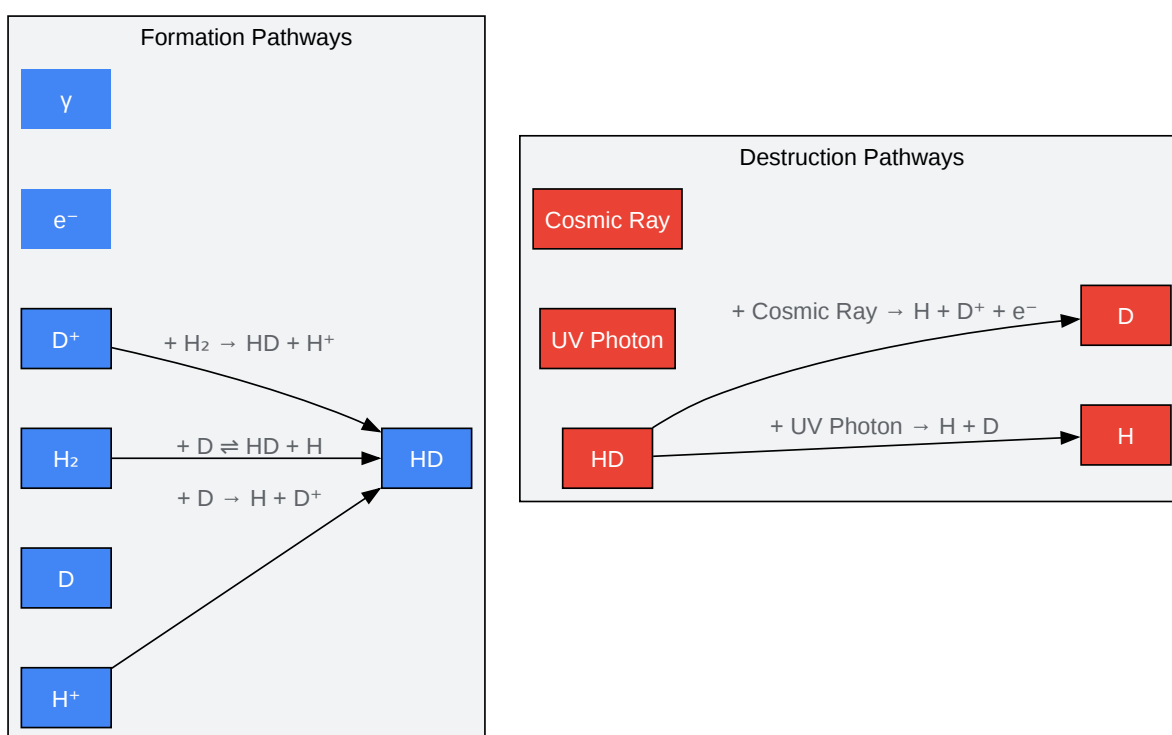 Formation Pathways
γ
e⁻
D⁺
+ H₂ → HD + H⁺
H₂
+ D ⇌ HD + H
HD
+ D → H + D⁺
D
H⁺
Destruction Pathways
Cosmic Ray
+ Cosmic Ray → H + D⁺ + e⁻
D
UV Photon
+ UV Photon → H + D
H
HD